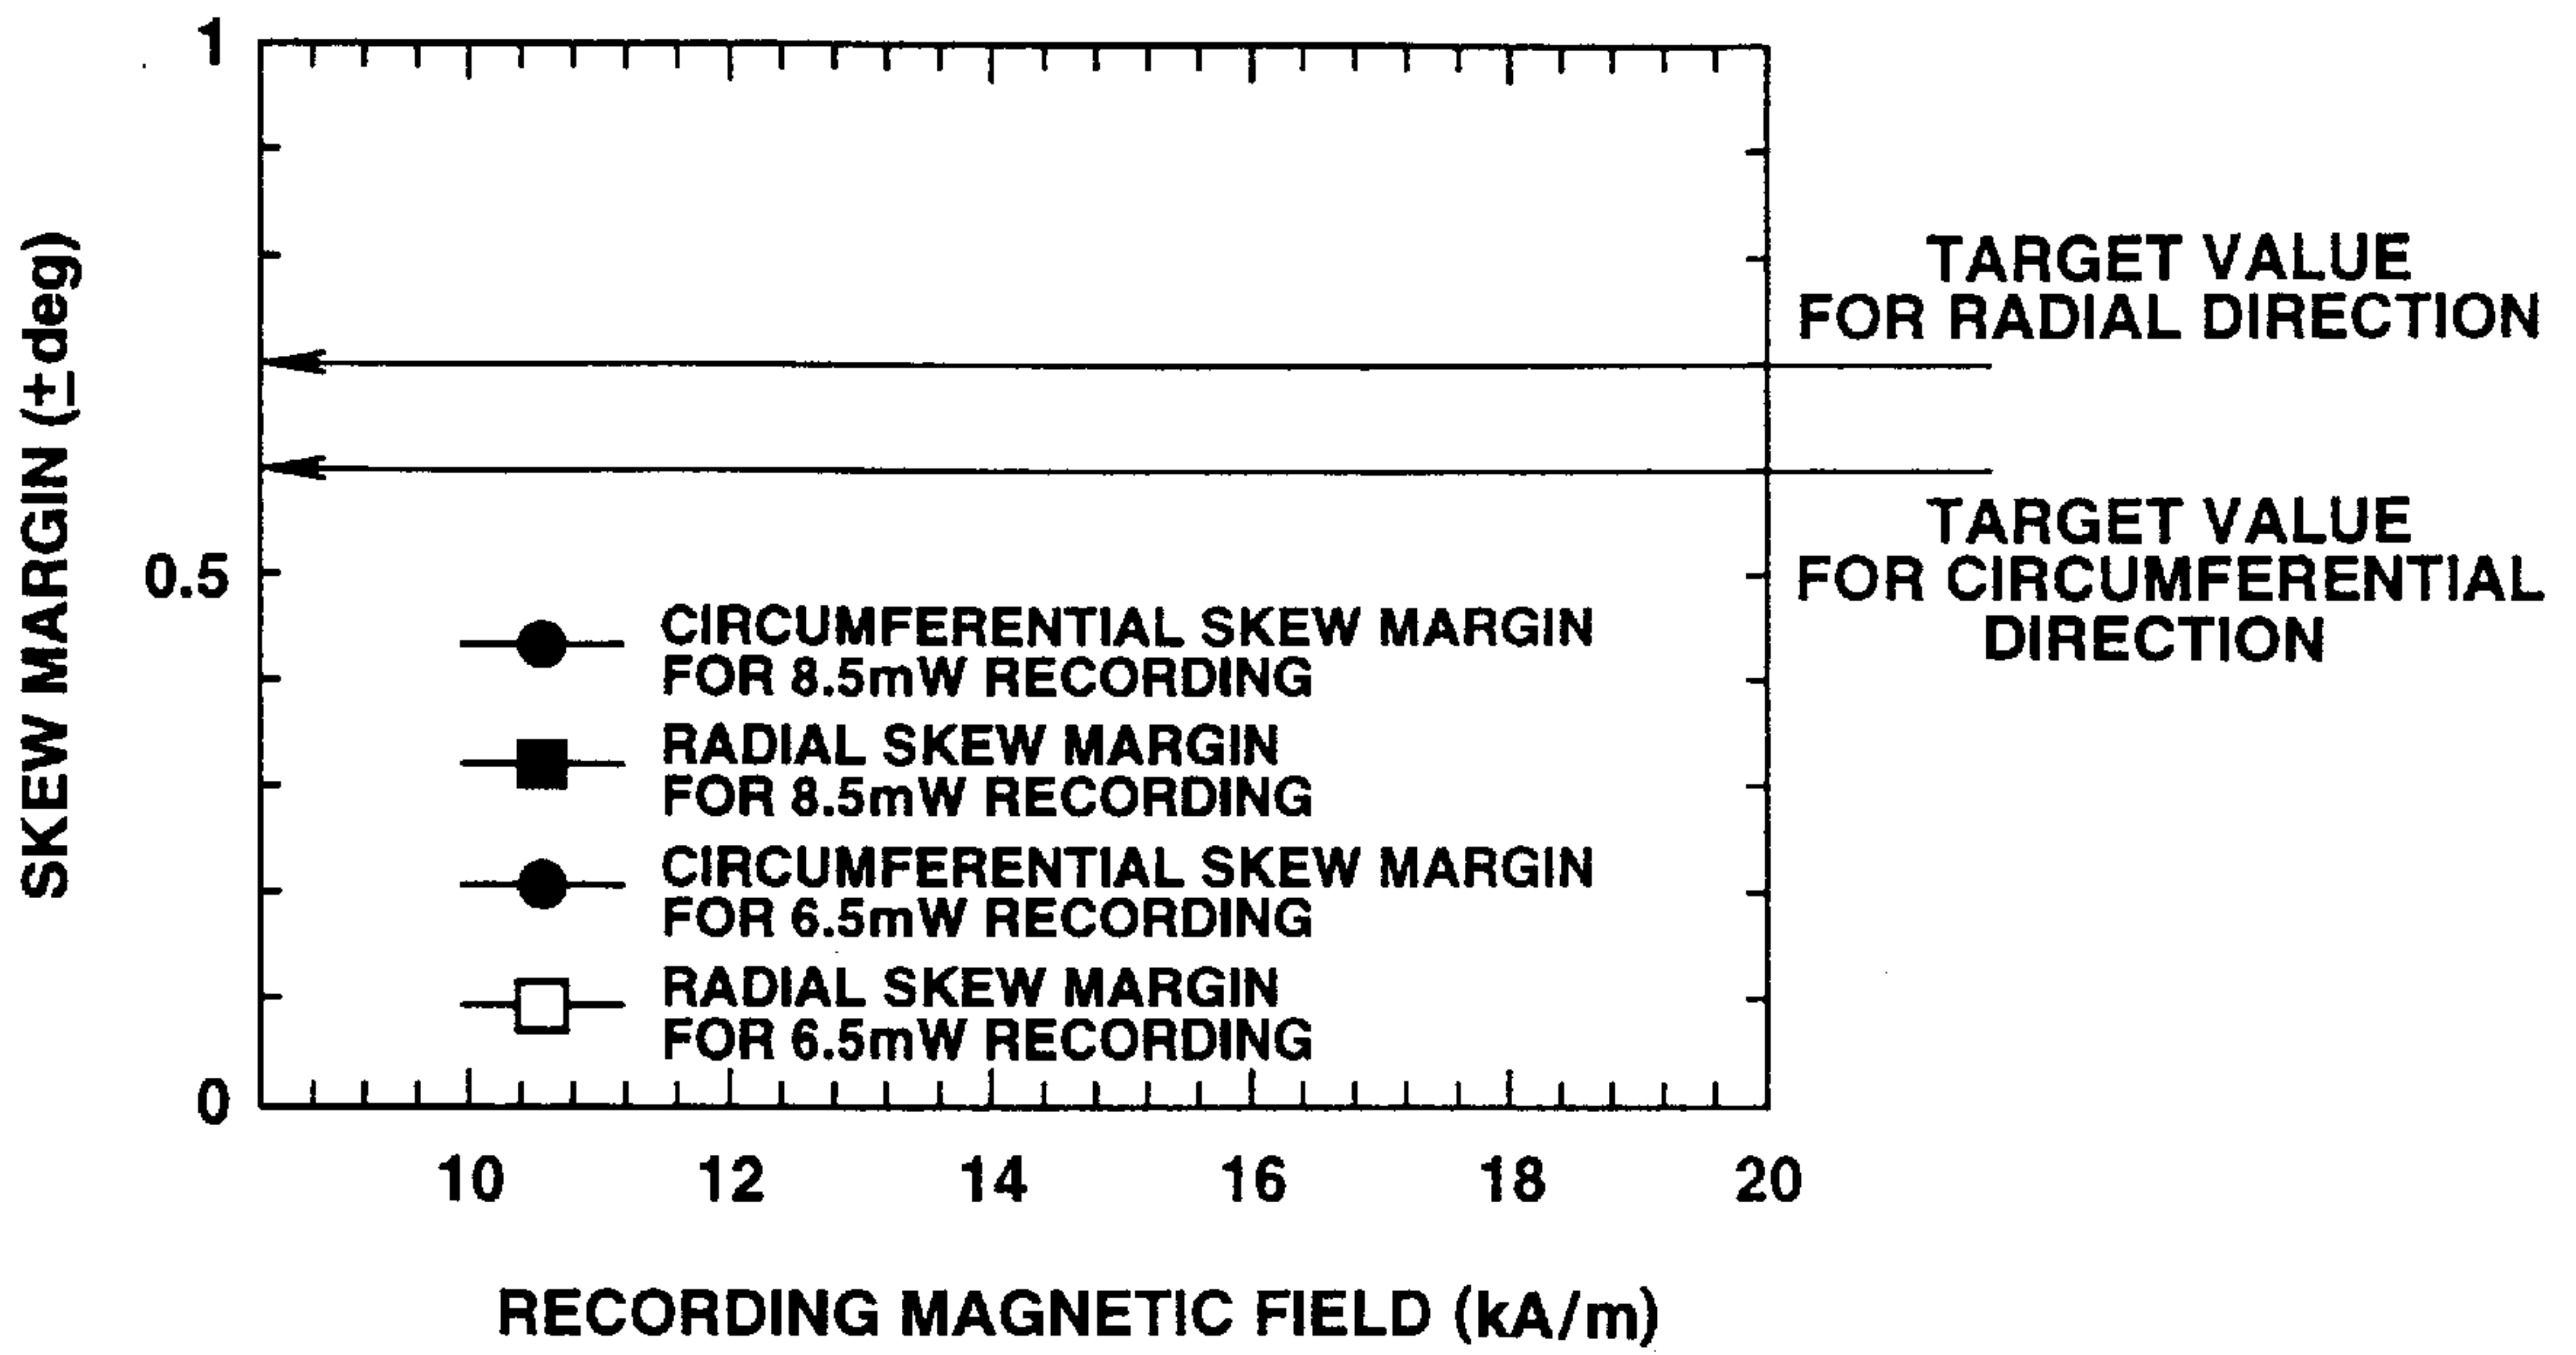 1
0.5
0
SKEW MARGIN (±deg)
TARGET VALUE
FOR RADIAL DIRECTION
TARGET VALUE
FOR CIRCUMFERENTIAL
DIRECTION
CIRCUMFERENTIAL SKEW MARGIN
FOR 8.5mW RECORDING
RADIAL SKEW MARGIN
FOR 8.5mW RECORDING
CIRCUMFERENTIAL SKEW MARGIN
FOR 6.5mW RECORDING
RADIAL SKEW MARGIN
FOR 6.5mW RECORDING
10 12 14 16 18 20
RECORDING MAGNETIC FIELD (kA/m)